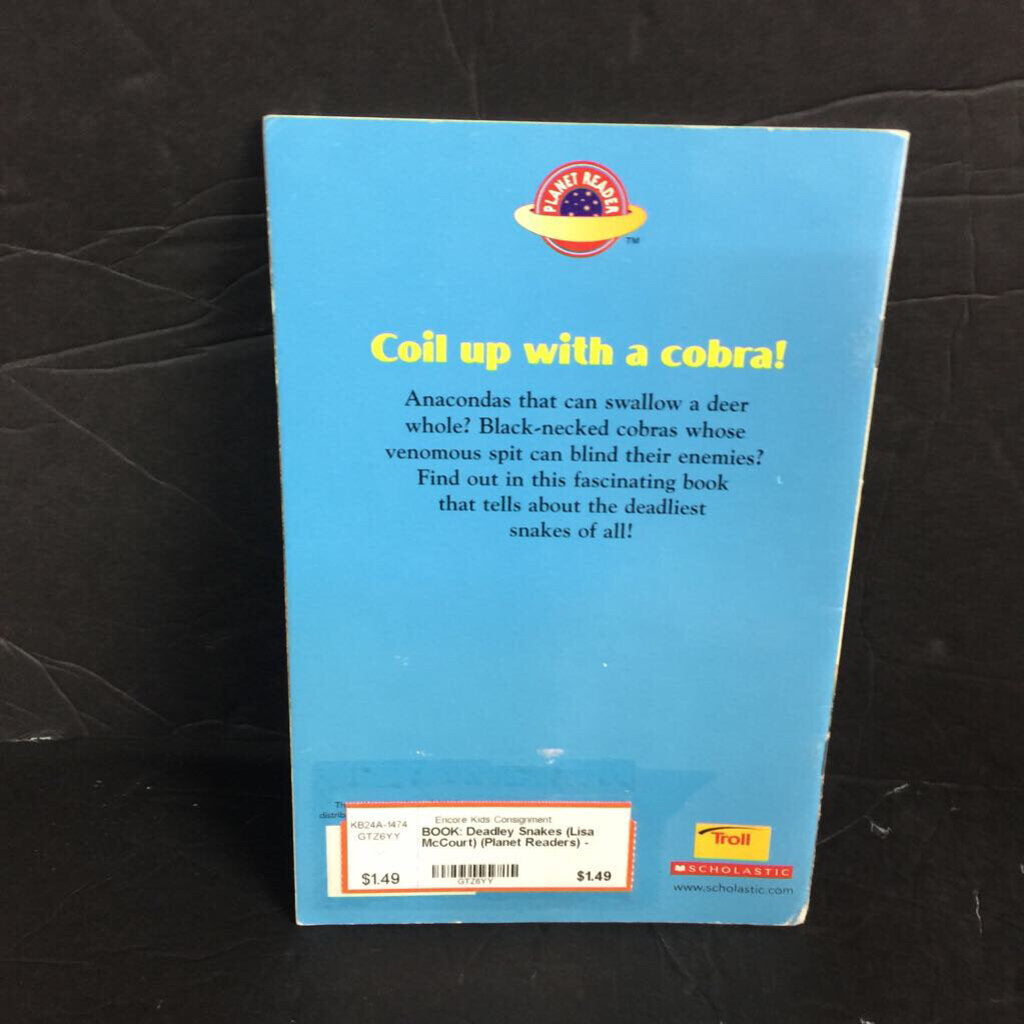 PLANET READER
TM
Coil up with a cobra!
Anacondas that can swallow a deer
whole? Black-necked cobras whose
venomous spit can blind their enemies?
Find out in this fascinating book
that tells about the deadliest
snakes of all!
KB24A-1474
GTZ6YY
$1.49
Encore Kids Consignment
BOOK: Deadley Snakes (Lisa
McCourt) (Planet Readers) -
GTZ6YY
$1.49
Troll
SCHOLASTIC
www.scholastic.com